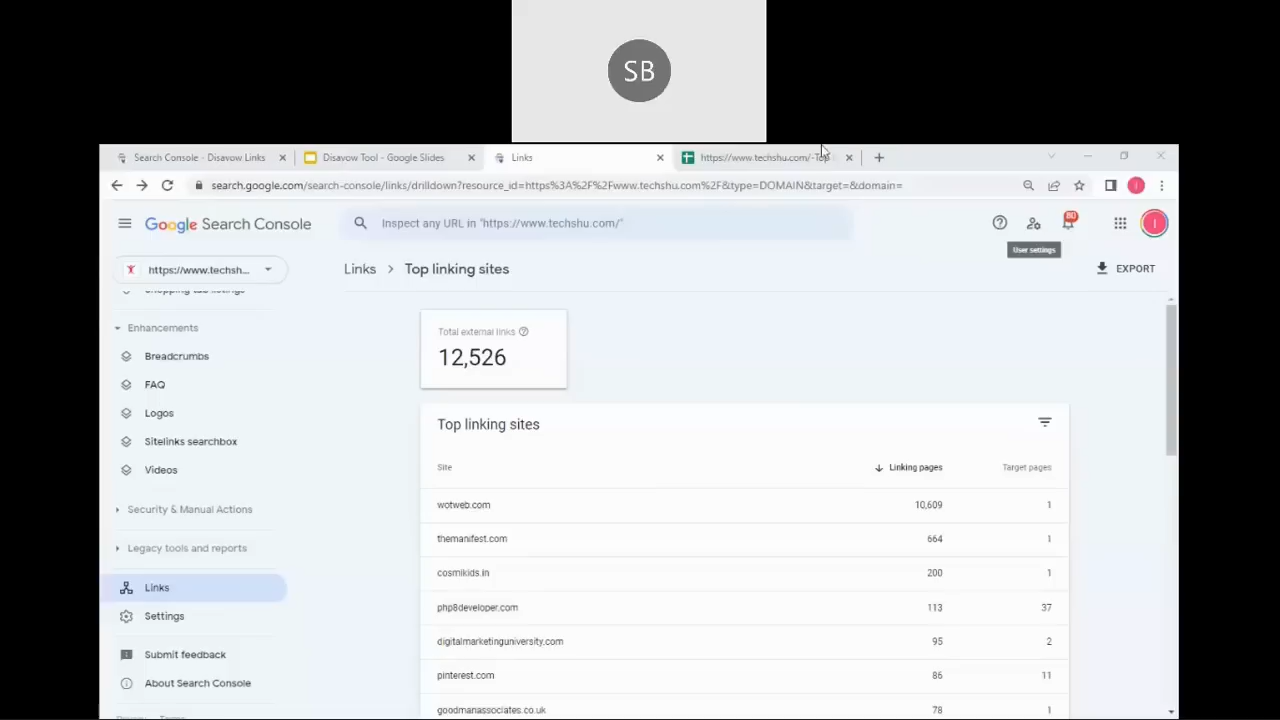 SB
Search Console - Disavow Links
Disavow Tool - Google Slides
Links
https://www.techshu.com/-Top
search.google.com/search-console/links/drilldown?resource_id=https%3A%2F%2Fwww.techshu.com%2F&type=DOMAIN&target=&domain=
Google Search Console
Inspect any URL in "https://www.techshu.com/"
80
I
User settings
https://www.techsh...
Links > Top linking sites
EXPORT
Shopping tab listings
Enhancements
Breadcrumbs
FAQ
Logos
Sitelinks searchbox
Videos
Security & Manual Actions
Legacy tools and reports
Links
Settings
Submit feedback
About Search Console
Privacy Terms
Total external links
12,526
Top linking sites
Site Linking pages Target pages
wotweb.com 10,609 1
themanifest.com 664 1
cosmikids.in 200 1
php8developer.com 113 37
digitalmarketinguniversity.com 95 2
pinterest.com 86 11
goodmanassociates.co.uk 78 1